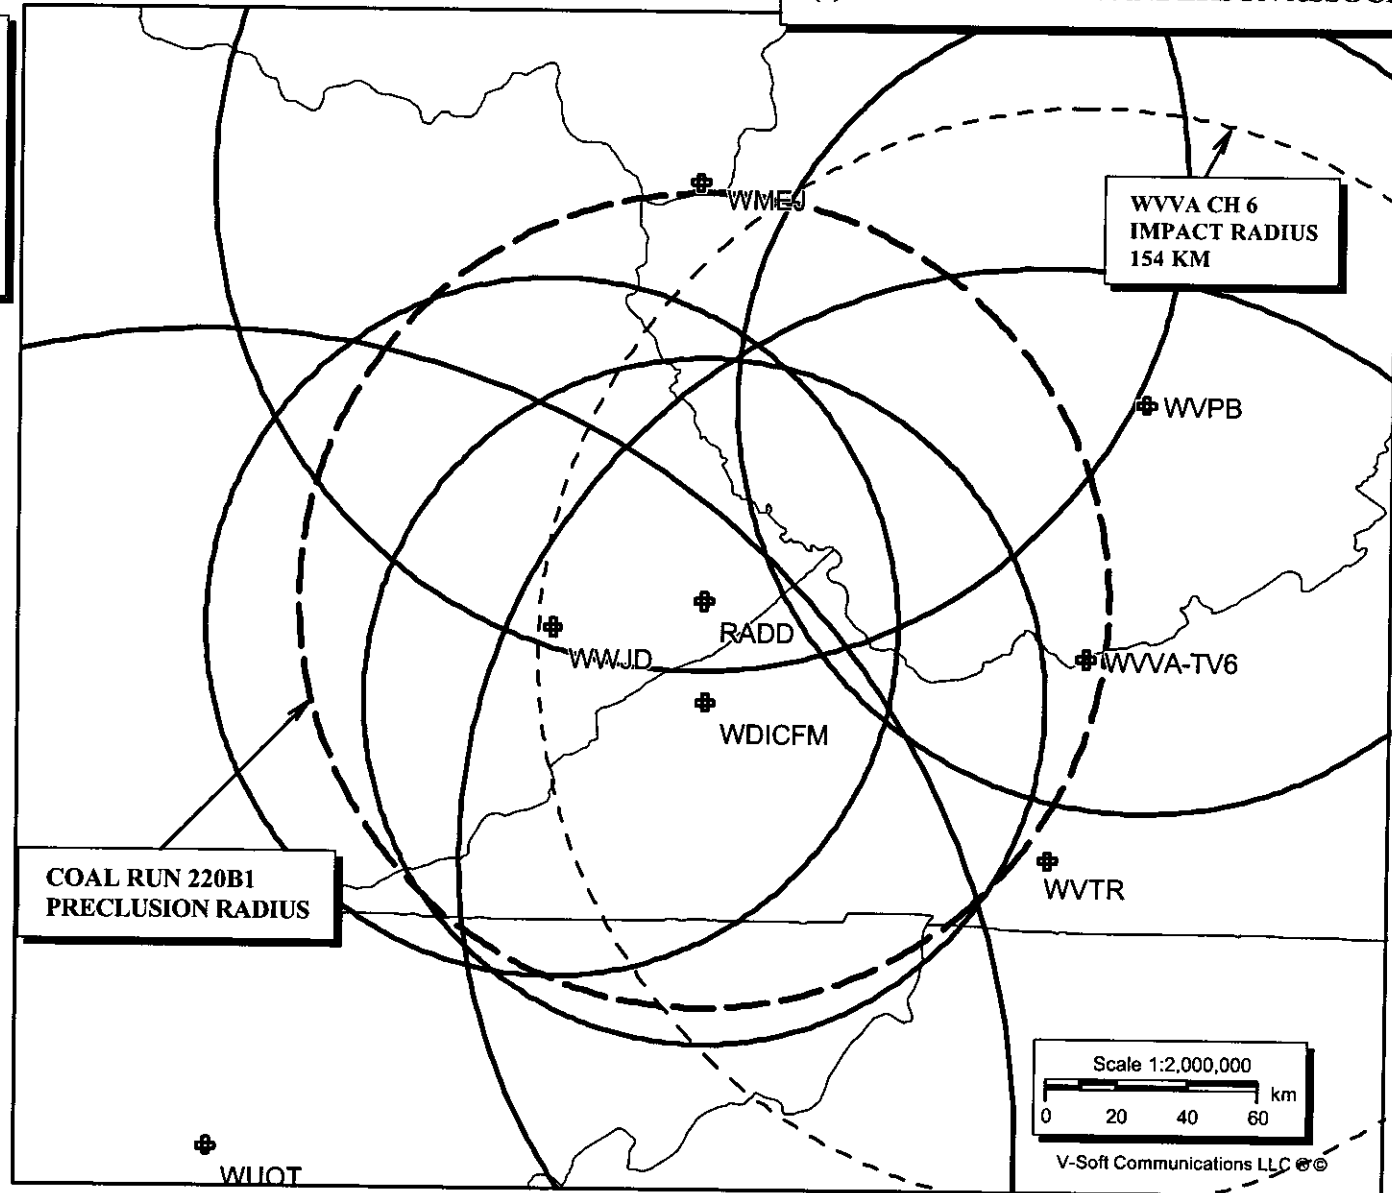 WMEJ
WVVA CH 6
IMPACT RADIUS
154 KM
WVPB
RADD
WWJD
WVVA-TV6
WDICFM
COAL RUN 220B1
PRECLUSION RADIUS
WVTR
Scale 1:2,000,000
km
0 20 40 60
V-Soft Communications LLC ® ©
WUOT